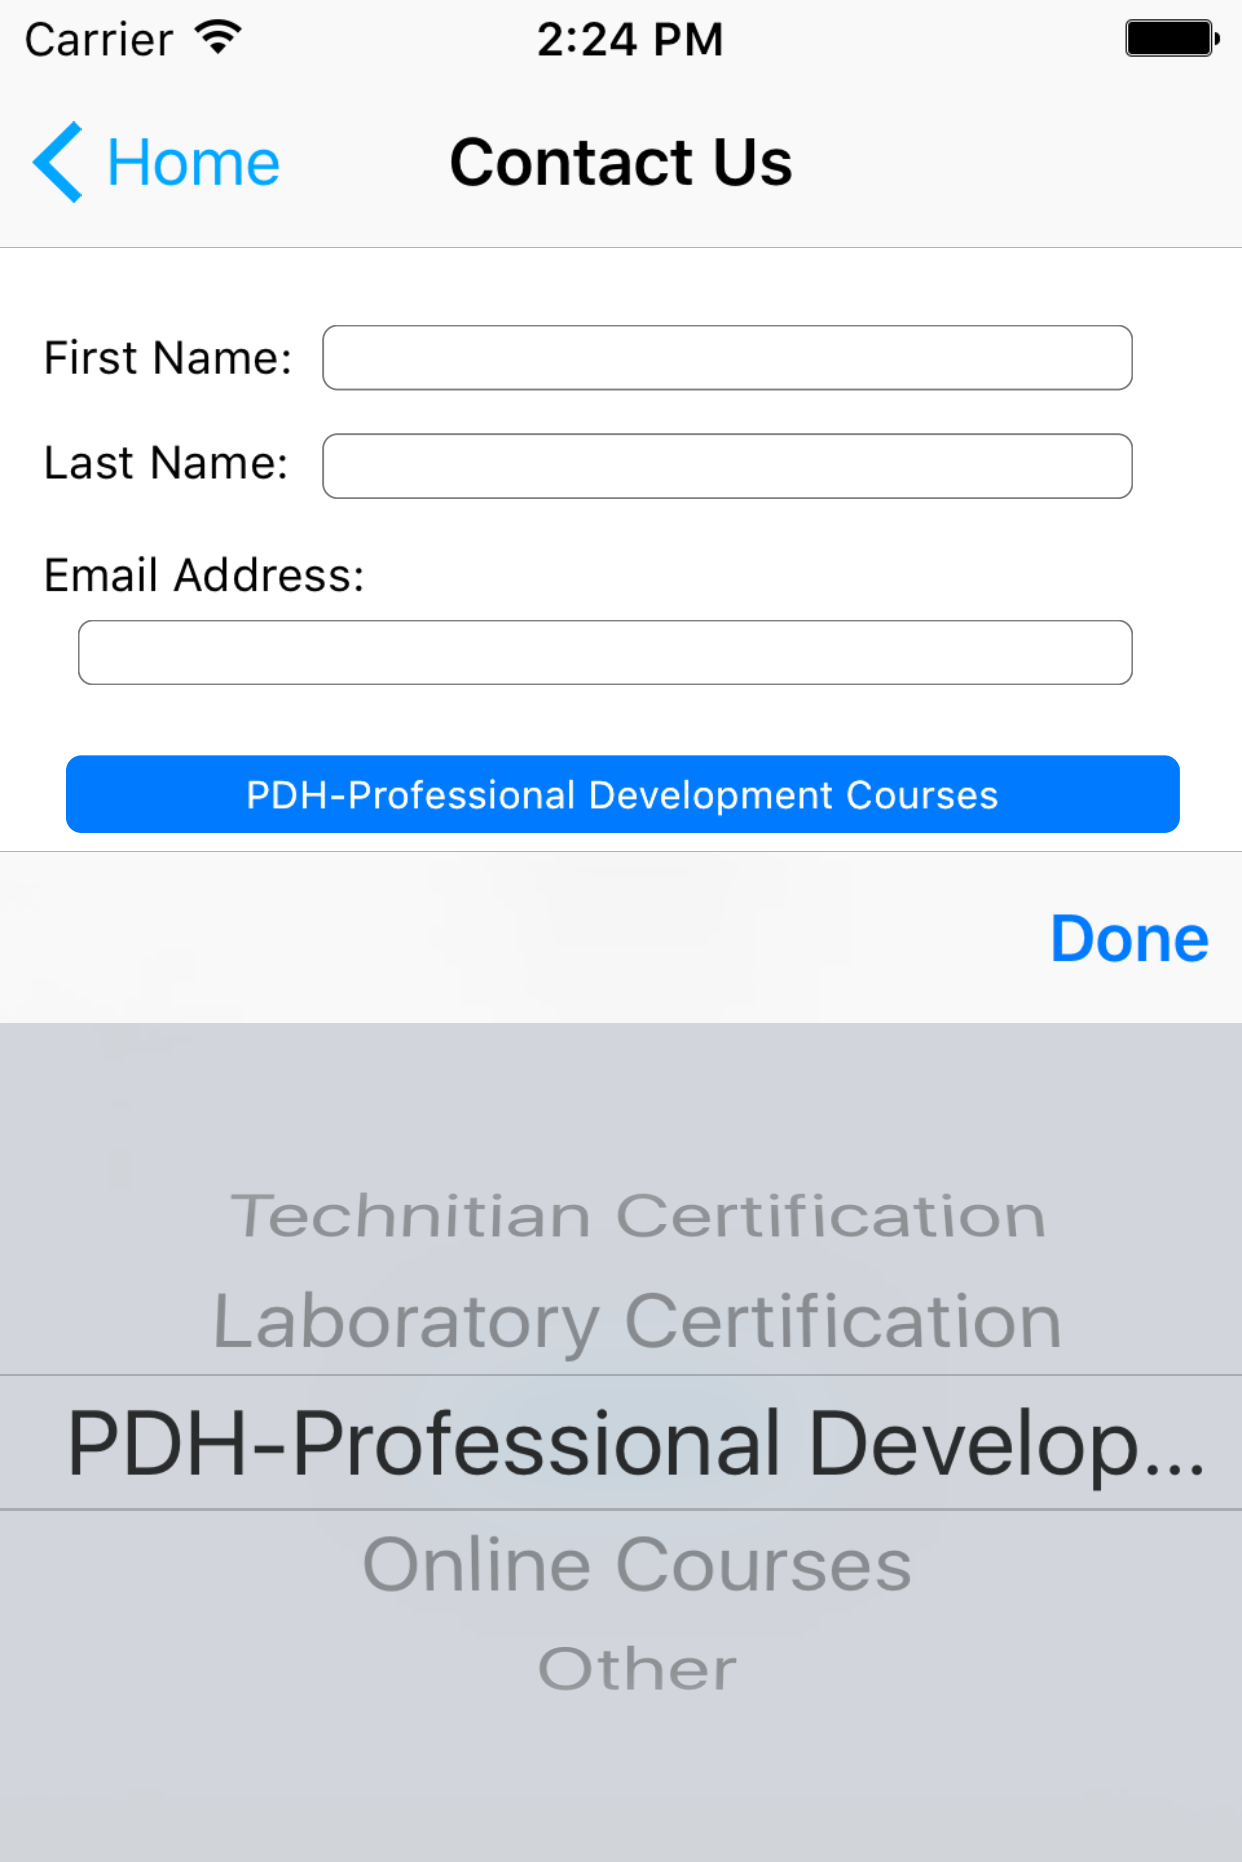 Carrier 2:24 PM
Home Contact Us
First Name:
Last Name:
Email Address:
PDH-Professional Development Courses
Done
Technitian Certification
Laboratory Certification
PDH-Professional Develop...
Online Courses
Other